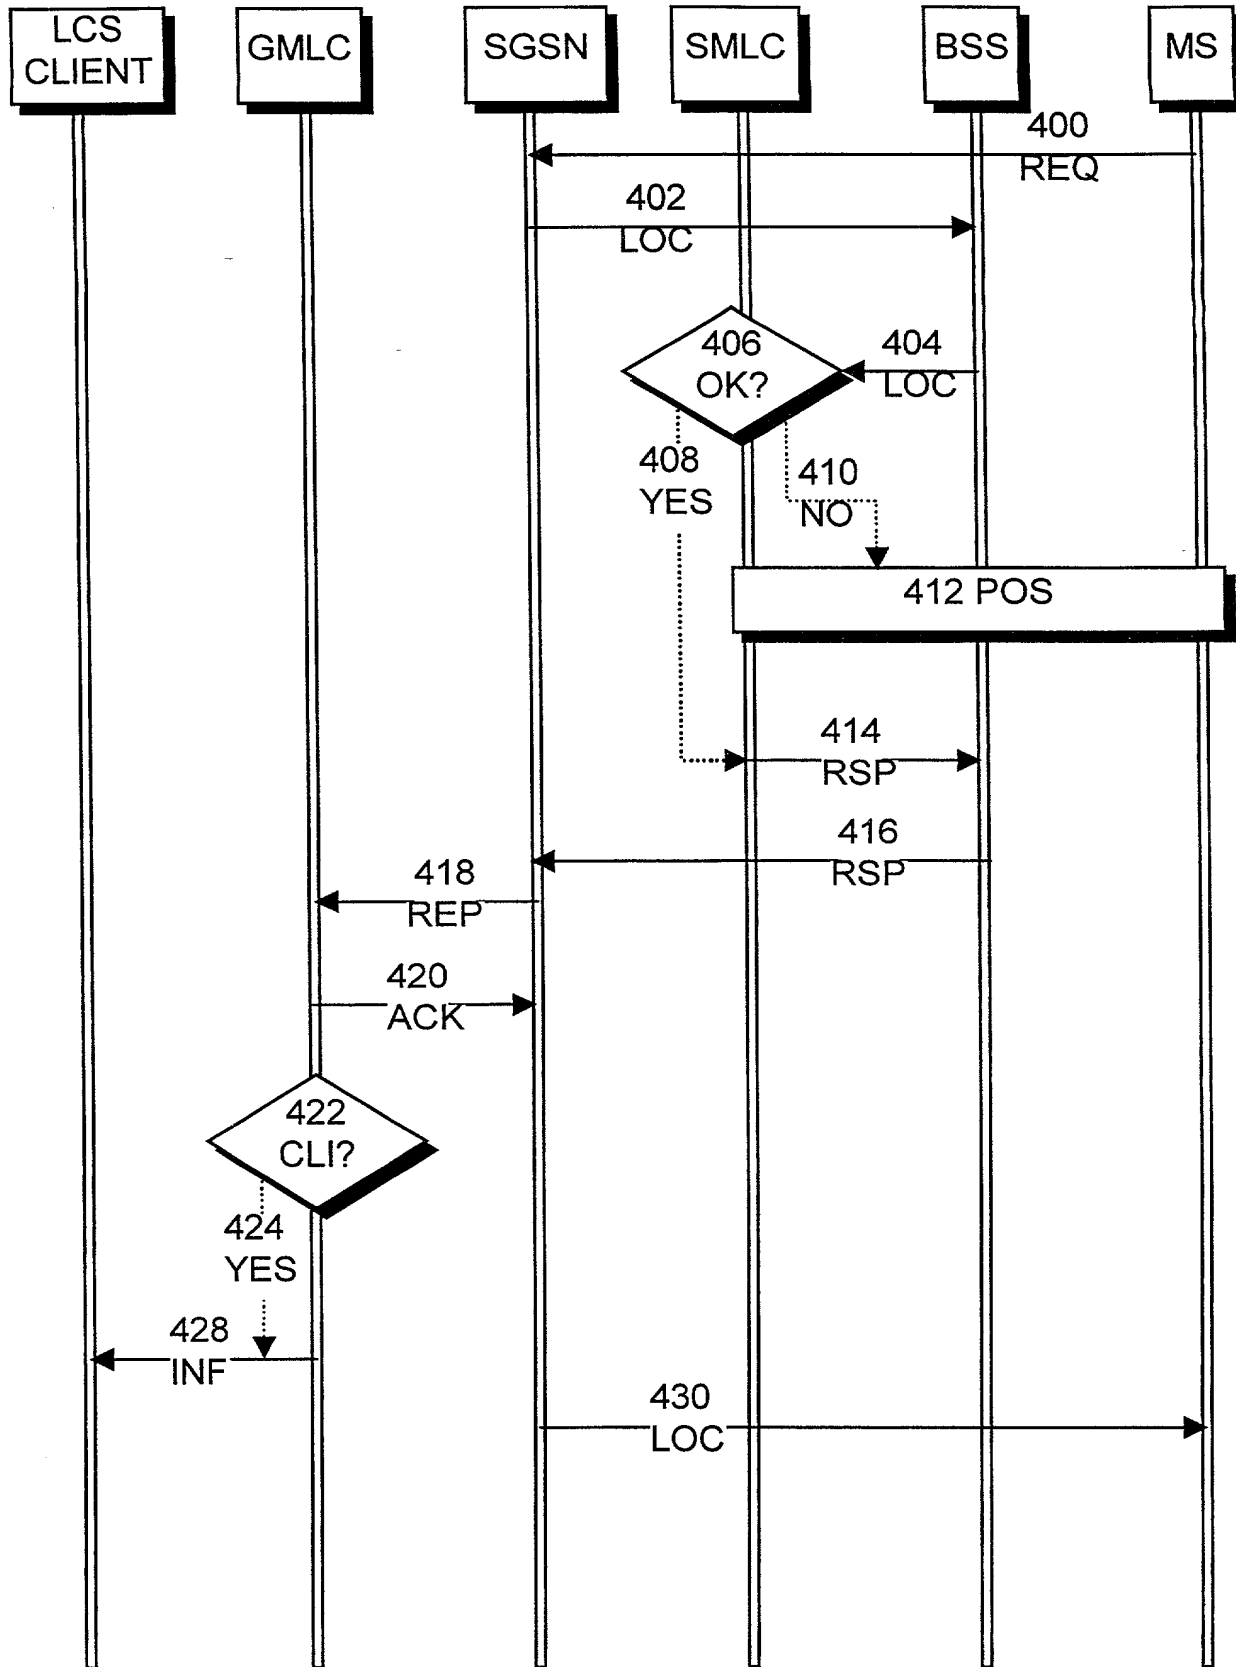 LCS
CLIENT
GMLC
SGSN
SMLC
BSS
MS
400
REQ
402
LOC
404
LOC
406
OK?
408
YES
410
NO
412 POS
414
RSP
416
RSP
418
REP
420
ACK
422
CLI?
424
YES
428
INF
430
LOC